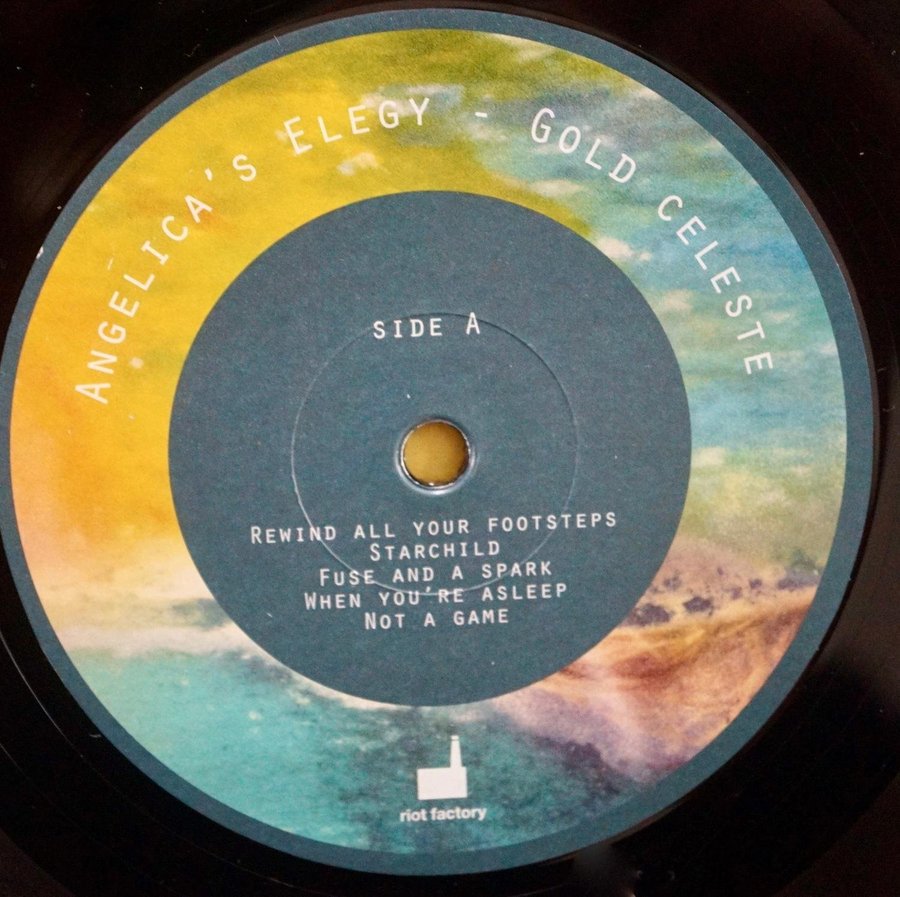 ANGELICA'S ELEGY - GOLD CELESTE
SIDE A
REWIND ALL YOUR FOOTSTEPS
STARCHILD
FUSE AND A SPARK
WHEN YOU'RE ASLEEP
NOT A GAME
riot factory